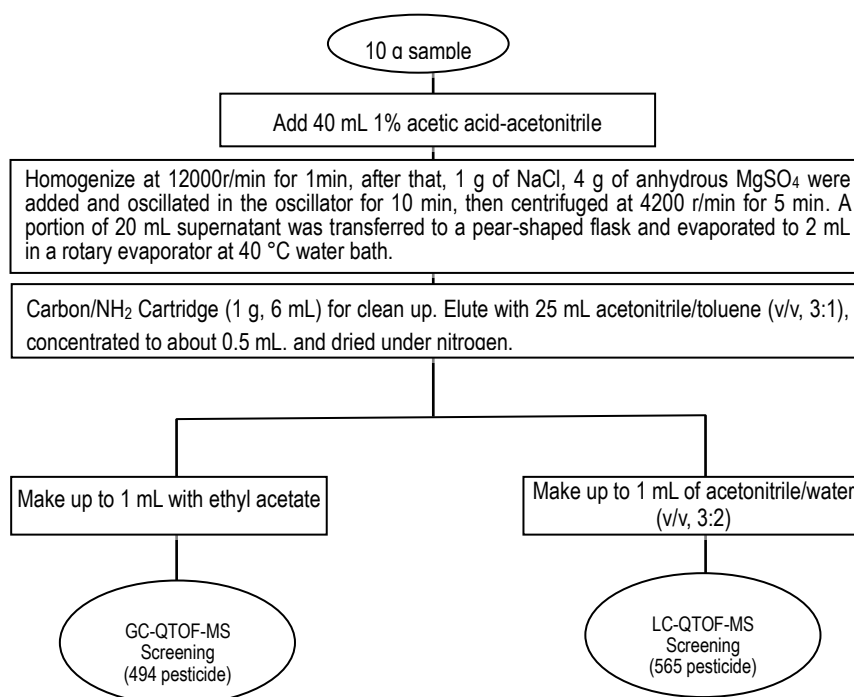 10 g sample
Add 40 mL 1% acetic acid-acetonitrile
Homogenize at 12000r/min for 1min, after that, 1 g of NaCl, 4 g of anhydrous MgSO₄ were
added and oscillated in the oscillator for 10 min, then centrifuged at 4200 r/min for 5 min. A
portion of 20 mL supernatant was transferred to a pear-shaped flask and evaporated to 2 mL
in a rotary evaporator at 40 °C water bath.
Carbon/NH₂ Cartridge (1 g, 6 mL) for clean up. Elute with 25 mL acetonitrile/toluene (v/v, 3:1),
concentrated to about 0.5 mL. and dried under nitrogen.
Make up to 1 mL with ethyl acetate
Make up to 1 mL of acetonitrile/water
(v/v, 3:2)
GC-QTOF-MS
Screening
(494 pesticide)
LC-QTOF-MS
Screening
(565 pesticide)